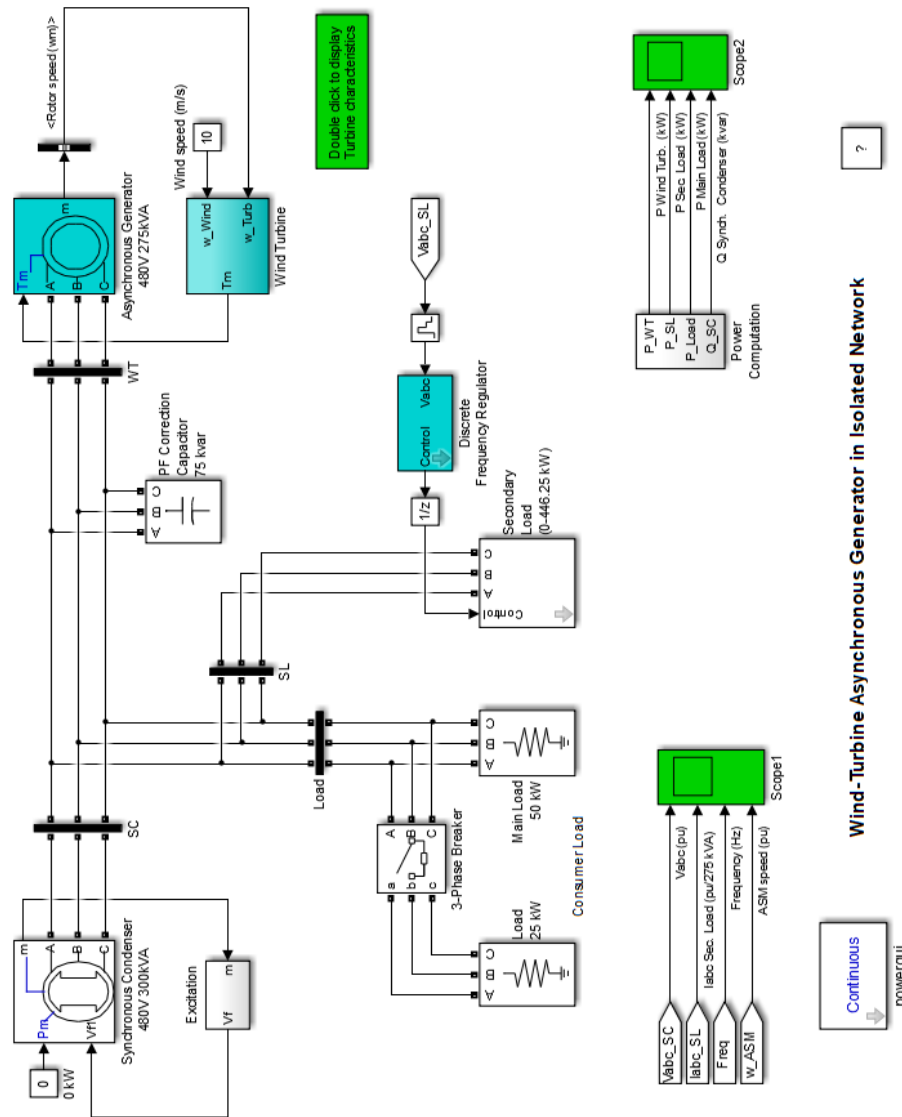 0
0 kW
Pm
Vf1
m
A
B
C
Synchronous Condenser
480V 300kVA
Vf
m
Excitation
SC
A
B
C
PF Correction
Capacitor
75 kvar
WT
Tm
A
B
C
m
Asynchronous Generator
480V 275kVA
<Rotor speed (wm)>
Wind speed (m/s)
10
Tm
w_Wind
w_Turb
Wind Turbine
Double click to display
Turbine characteristics
SL
Load
a
b
c
A
B
C
3-Phase Breaker
A
B
C
Load
25 kW
A
B
C
Main Load
50 kW
Consumer Load
Control
A
B
C
Secondary
Load
(0-446.25 kW)
1/z
Control
Vabc
Discrete
Frequency Regulator
Vabc_SL
Vabc_SC
Iabc_SL
Freq
w_ASM
Vabc (pu)
Iabc Sec. Load (pu/275 kVA)
Frequency (Hz)
ASM speed (pu)
Scope1
P_WT
P_SL
P_Load
Q_SC
Power
Computation
P Wind Turb. (kW)
P Sec. Load (kW)
P Main Load (kW)
Q Synch. Condenser (kvar)
Scope2
Continuous
powergui
Wind-Turbine Asynchronous Generator in Isolated Network
?